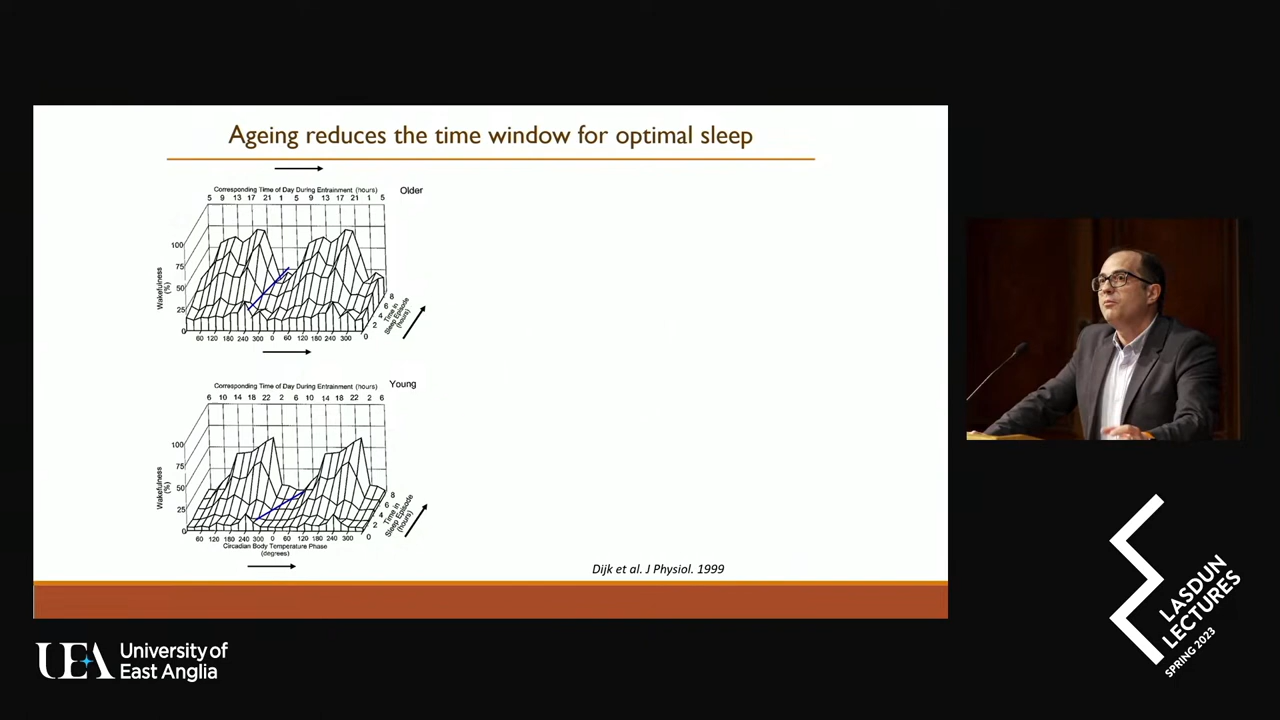 Ageing reduces the time window for optimal sleep
Corresponding Time of Day During Entrainment (hours)
Older
5 9 13 17 21 1 5 9 13 17 21 1 5
100
75
50
25
0
Wakefulness
(%)
8
6
4
2
0
Time in
Sleep Episode
(hours)
60 120 180 240 300 0 60 120 180 240 300
Corresponding Time of Day During Entrainment (hours)
Young
6 10 14 18 22 2 6 10 14 18 22 2 6
100
75
50
25
0
Wakefulness
(%)
8
6
4
2
0
Time in
Sleep Episode
(hours)
60 120 180 240 300 0 60 120 180 240 300
Circadian Body Temperature Phase
(degrees)
Dijk et al. J Physiol. 1999
UEA University of
East Anglia
LASDUN
LECTURES
SPRING 2023